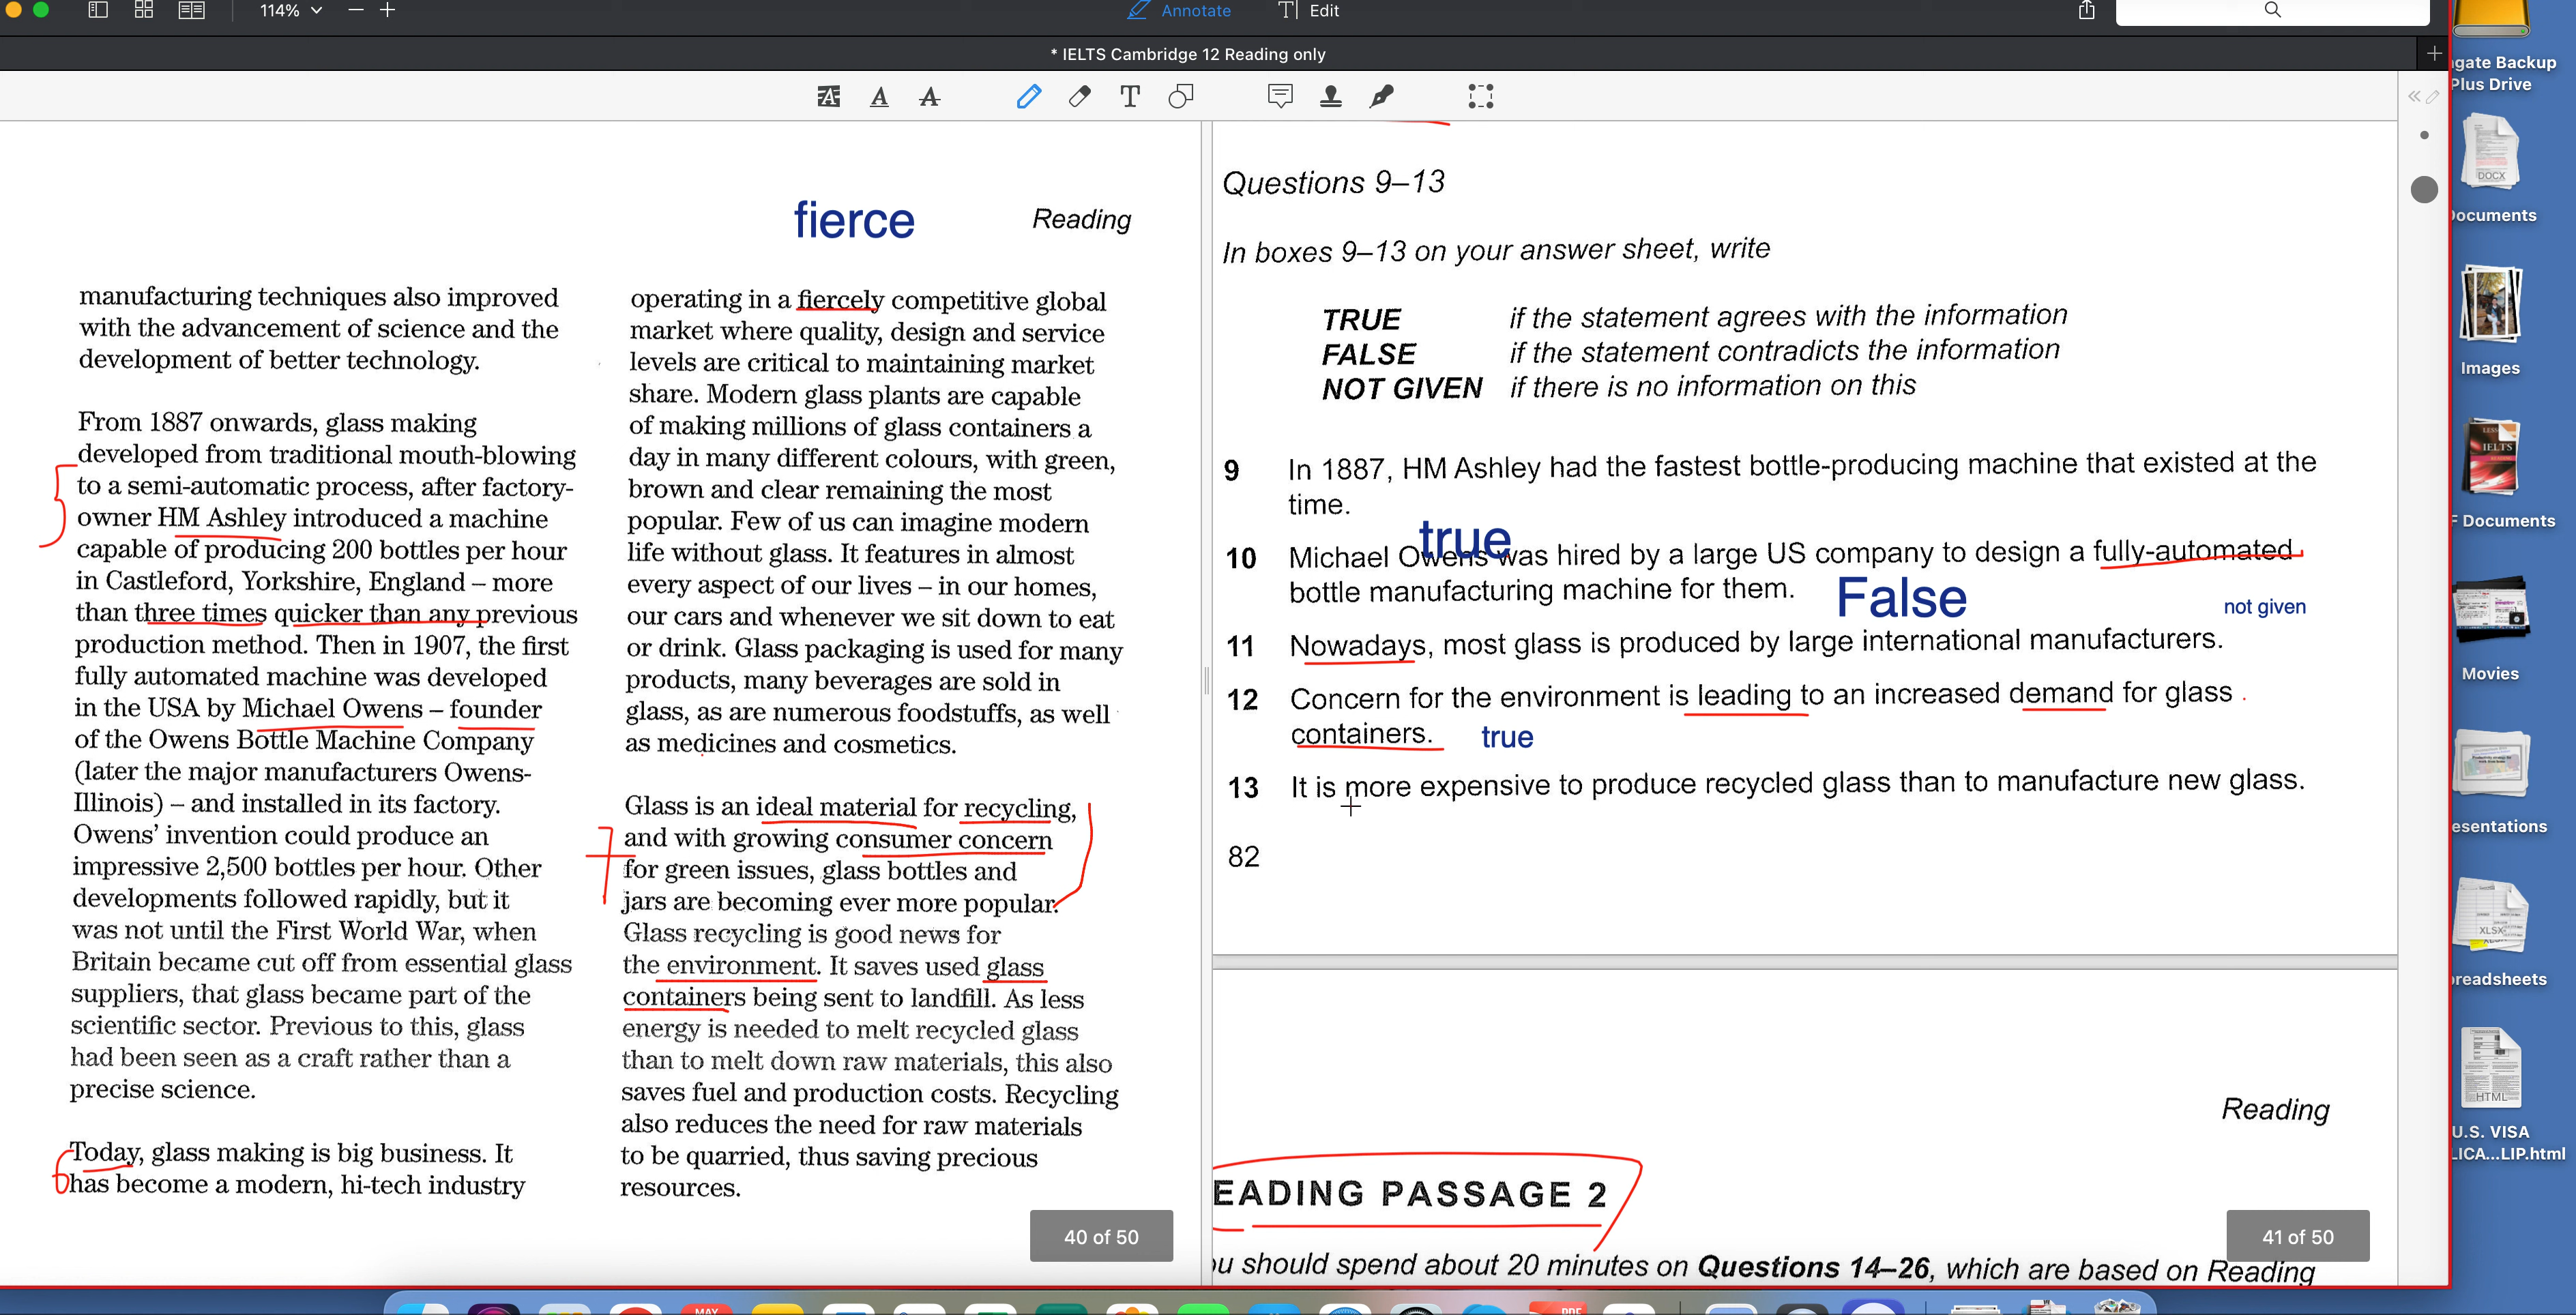 114%
Annotate
Edit
* IELTS Cambridge 12 Reading only
fierce
Reading
manufacturing techniques also improved
with the advancement of science and the
development of better technology.
From 1887 onwards, glass making
developed from traditional mouth-blowing
to a semi-automatic process, after factory-
owner HM Ashley introduced a machine
capable of producing 200 bottles per hour
in Castleford, Yorkshire, England – more
than three times quicker than any previous
production method. Then in 1907, the first
fully automated machine was developed
in the USA by Michael Owens – founder
of the Owens Bottle Machine Company
(later the major manufacturers Owens-
Illinois) – and installed in its factory.
Owens' invention could produce an
impressive 2,500 bottles per hour. Other
developments followed rapidly, but it
was not until the First World War, when
Britain became cut off from essential glass
suppliers, that glass became part of the
scientific sector. Previous to this, glass
had been seen as a craft rather than a
precise science.
Today, glass making is big business. It
has become a modern, hi-tech industry
operating in a fiercely competitive global
market where quality, design and service
levels are critical to maintaining market
share. Modern glass plants are capable
of making millions of glass containers a
day in many different colours, with green,
brown and clear remaining the most
popular. Few of us can imagine modern
life without glass. It features in almost
every aspect of our lives – in our homes,
our cars and whenever we sit down to eat
or drink. Glass packaging is used for many
products, many beverages are sold in
glass, as are numerous foodstuffs, as well
as medicines and cosmetics.
Glass is an ideal material for recycling,
and with growing consumer concern
for green issues, glass bottles and
jars are becoming ever more popular.
Glass recycling is good news for
the environment. It saves used glass
containers being sent to landfill. As less
energy is needed to melt recycled glass
than to melt down raw materials, this also
saves fuel and production costs. Recycling
also reduces the need for raw materials
to be quarried, thus saving precious
resources.
40 of 50
Questions 9–13
In boxes 9–13 on your answer sheet, write
TRUE if the statement agrees with the information
FALSE if the statement contradicts the information
NOT GIVEN if there is no information on this
9 In 1887, HM Ashley had the fastest bottle-producing machine that existed at the
time.
true
10 Michael Owens was hired by a large US company to design a fully-automated
bottle manufacturing machine for them.
False
not given
11 Nowadays, most glass is produced by large international manufacturers.
12 Concern for the environment is leading to an increased demand for glass
containers. true
13 It is more expensive to produce recycled glass than to manufacture new glass.
82
Reading
EADING PASSAGE 2
41 of 50
u should spend about 20 minutes on Questions 14–26, which are based on Reading
gate Backup
Plus Drive
DOCX
ocuments
Images
IELTS
F Documents
Movies
esentations
XLSX
readsheets
HTML
U.S. VISA
LICA...LIP.html
MAY
PDF